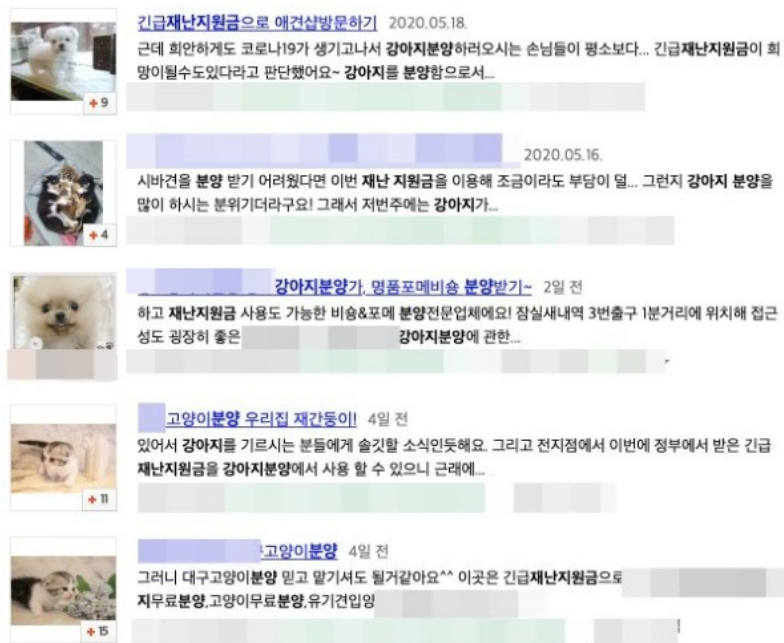 긴급재난지원금으로 애견샵방문하기 2020.05.18.
근데 희안하게도 코로나19가 생기고나서 강아지분양하러오시는 손님들이 평소보다... 긴급재난지원금이 희
망이될수도있다라고 판단했어요~ 강아지를 분양함으로서...
+9
2020.05.16.
시바견을 분양 받기 어려웠다면 이번 재난 지원금을 이용해 조금이라도 부담이 덜... 그런지 강아지 분양을
많이 하시는 분위기더라구요! 그래서 저번주에는 강아지가...
+4
강아지분양가, 명품포메비숑 분양받기~ 2일 전
하고 재난지원금 사용도 가능한 비숑&포메 분양전문업체에요! 잠실새내역 3번출구 1분거리에 위치해 접근
성도 굉장히 좋은 강아지분양에 관한...
고양이분양 우리집 재간둥이! 4일 전
있어서 강아지를 기르시는 분들에게 솔깃할 소식인듯해요. 그리고 전지점에서 이번에 정부에서 받은 긴급
재난지원금을 강아지분양에서 사용 할 수 있으니 근래에...
+11
고양이분양 4일 전
그러니 대구고양이분양 믿고 맡기셔도 될거같아요^^ 이곳은 긴급재난지원금으로
지무료분양,고양이무료분양,유기견입양
+15